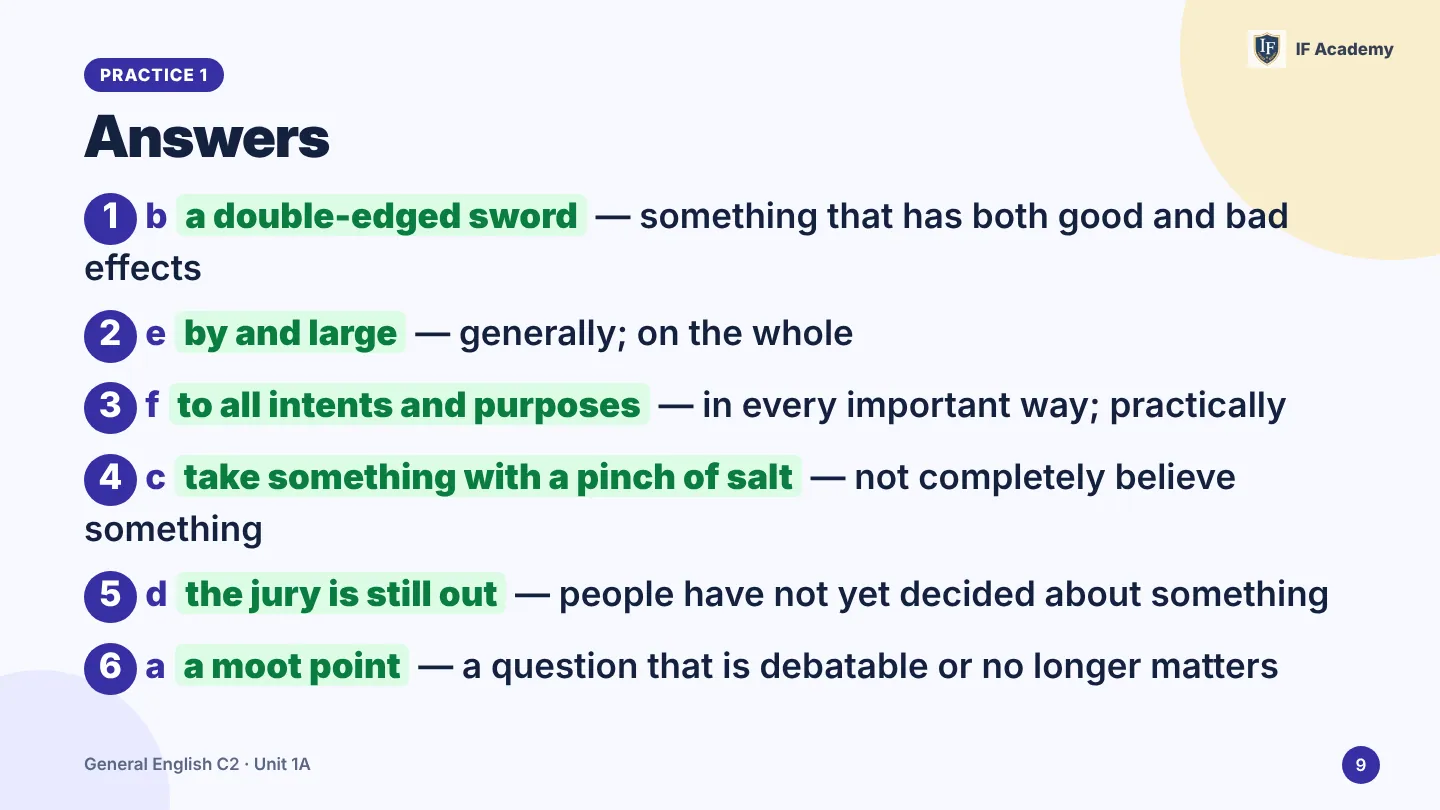 IF Academy
PRACTICE 1
Answers
1 b a double-edged sword — something that has both good and bad
effects
2 e by and large — generally; on the whole
3 f to all intents and purposes — in every important way; practically
4 c take something with a pinch of salt — not completely believe
something
5 d the jury is still out — people have not yet decided about something
6 a a moot point — a question that is debatable or no longer matters
General English C2 · Unit 1A
9